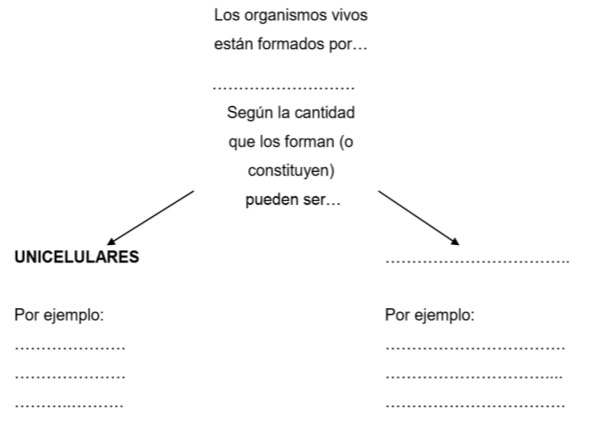 Los organismos vivos
están formados por…
………………………
Según la cantidad
que los forman (o
constituyen)
pueden ser…
UNICELULARES
……………………………..
Por ejemplo:
…………………
…………………
………..………
Por ejemplo:
……………………………
…………………………....
……………………………